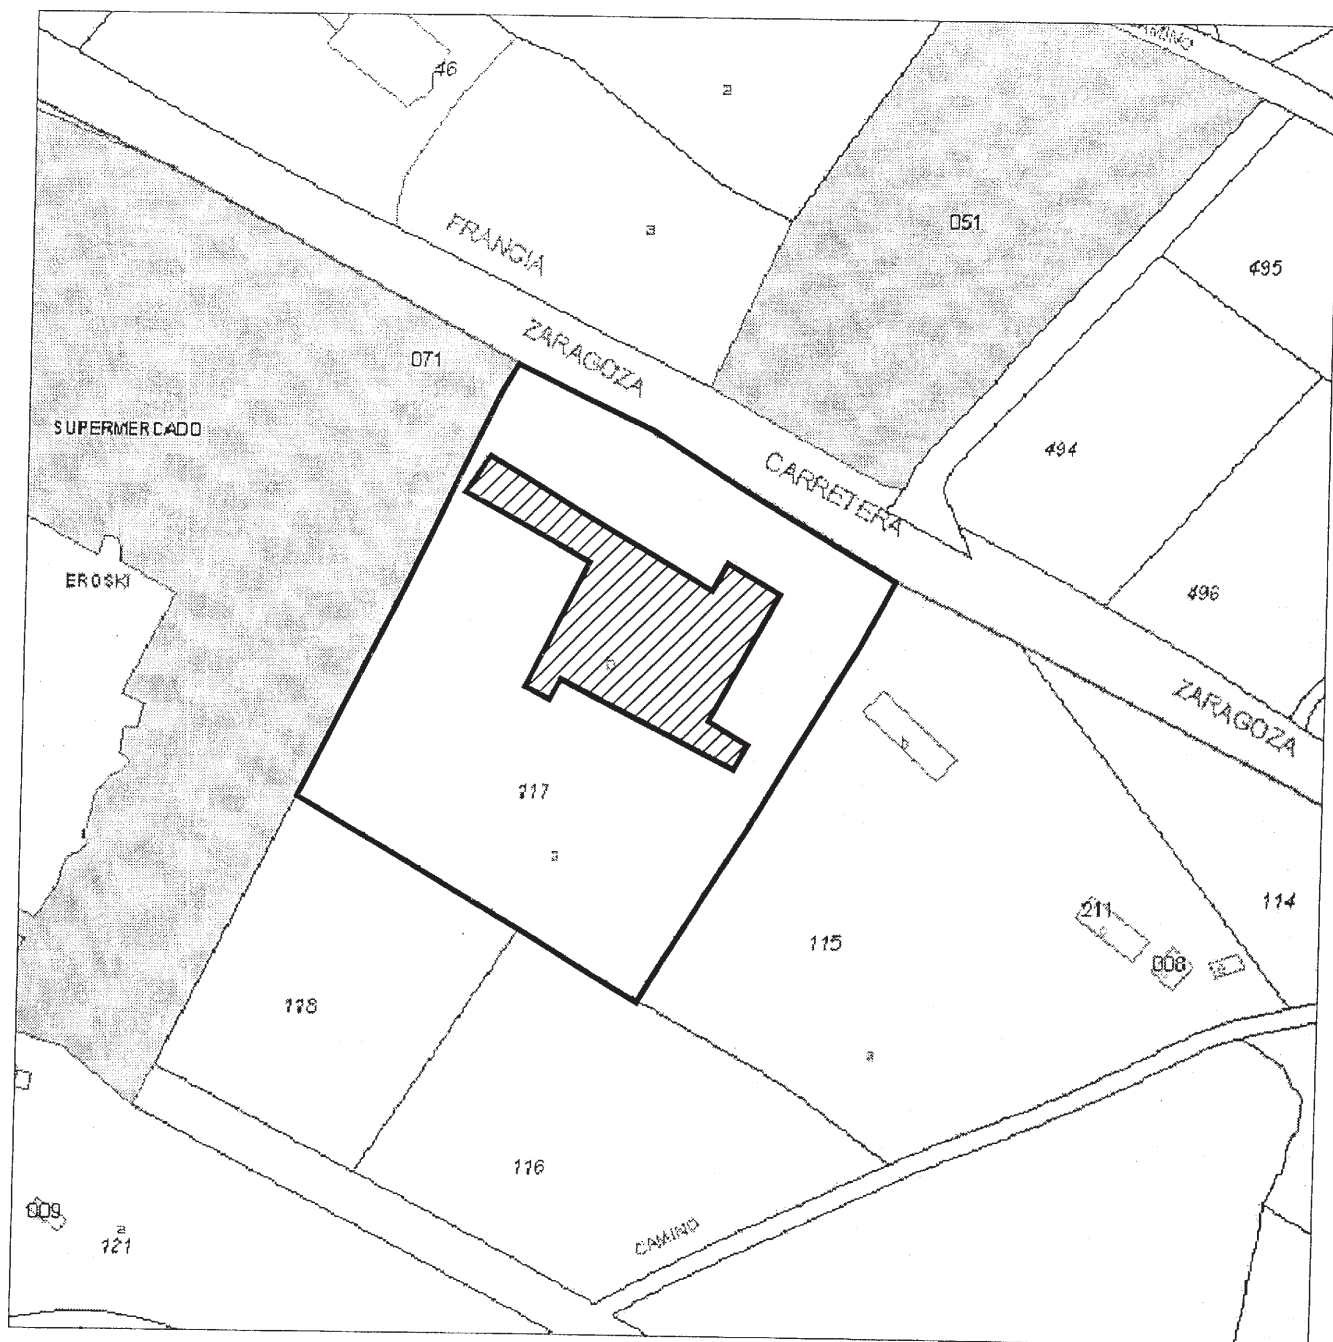 CAMINO
46
a
051
a
FRANCIA
495
ZARAGOZA
071
SUPERMERCADO
494
CARRETERA
EROSKI
496
b
ZARAGOZA
b
117
a
211
114
115
008
118
a
116
009
a
121
CAMINO